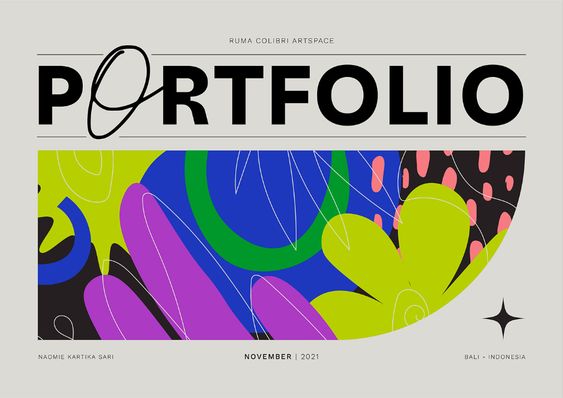 RUMA COLIBRI ARTSPACE
PORTFOLIO
NAOMIE KARTIKA SARI
NOVEMBER | 2021
BALI - INDONESIA